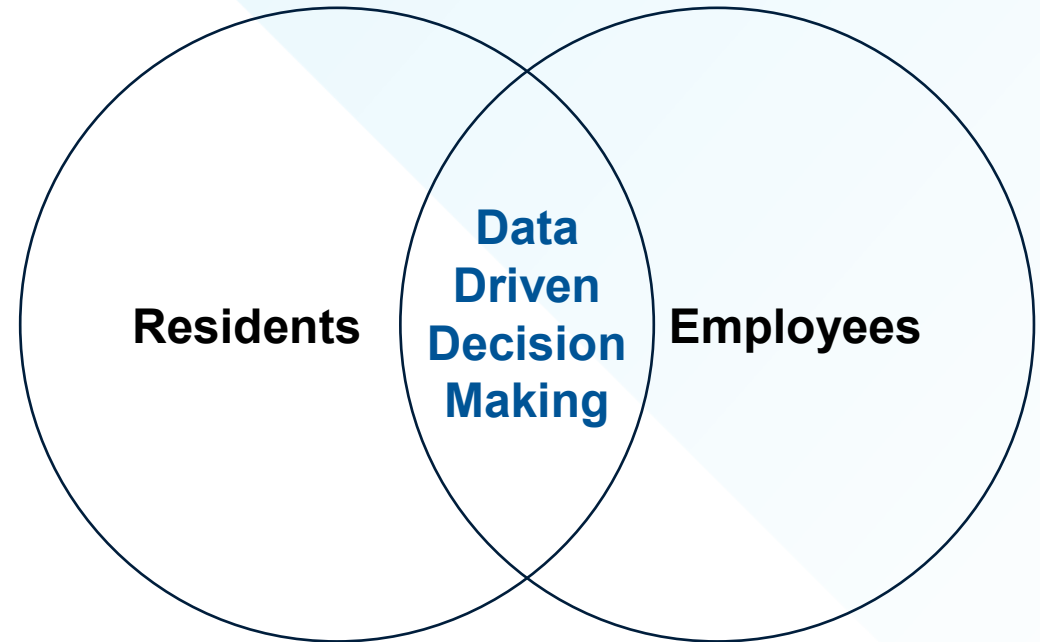 Residents
Data
Driven
Decision
Making
Employees